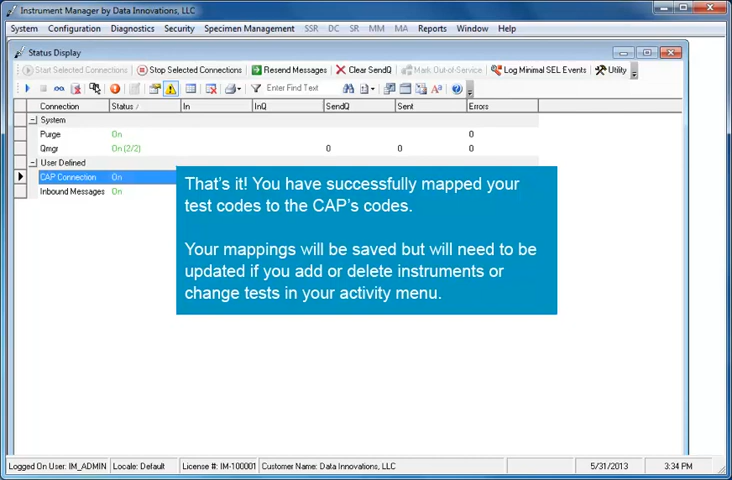 Instrument Manager by Data Innovations, LLC
System Configuration Diagnostics Security Specimen Management SSR DC SR MM MA Reports Window Help
Status Display
Start Selected Connections Stop Selected Connections Resend Messages Clear SendQ Mark Out-of-Service Log Minimal SEL Events Utility
Enter Find Text
Connection Status In InQ SendQ Sent Errors
System
Purge On 0
Qmgr On (2/2) 0 0 0
User Defined
CAP Connection On
Inbound Messages On
That's it! You have successfully mapped your
test codes to the CAP's codes.
Your mappings will be saved but will need to be
updated if you add or delete instruments or
change tests in your activity menu.
Logged On User: IM_ADMIN Locale: Default License #: IM-100001 Customer Name: Data Innovations, LLC 5/31/2013 3:34 PM